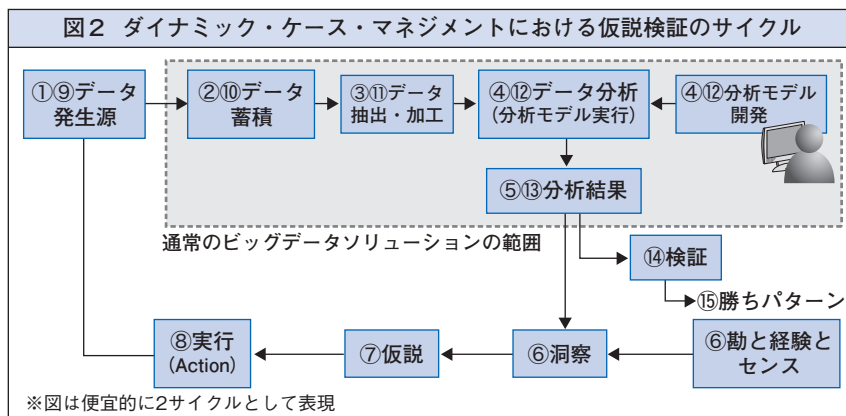 図2 ダイナミック・ケース・マネジメントにおける仮説検証のサイクル
①⑨データ
発生源
②⑩データ
蓄積
③⑪データ
抽出・加工
④⑫データ分析
(分析モデル実行)
④⑫分析モデル
開発
⑤⑬分析結果
通常のビッグデータソリューションの範囲
⑭検証
⑮勝ちパターン
⑧実行
(Action)
⑦仮説
⑥洞察
⑥勘と経験と
センス
※図は便宜的に2サイクルとして表現